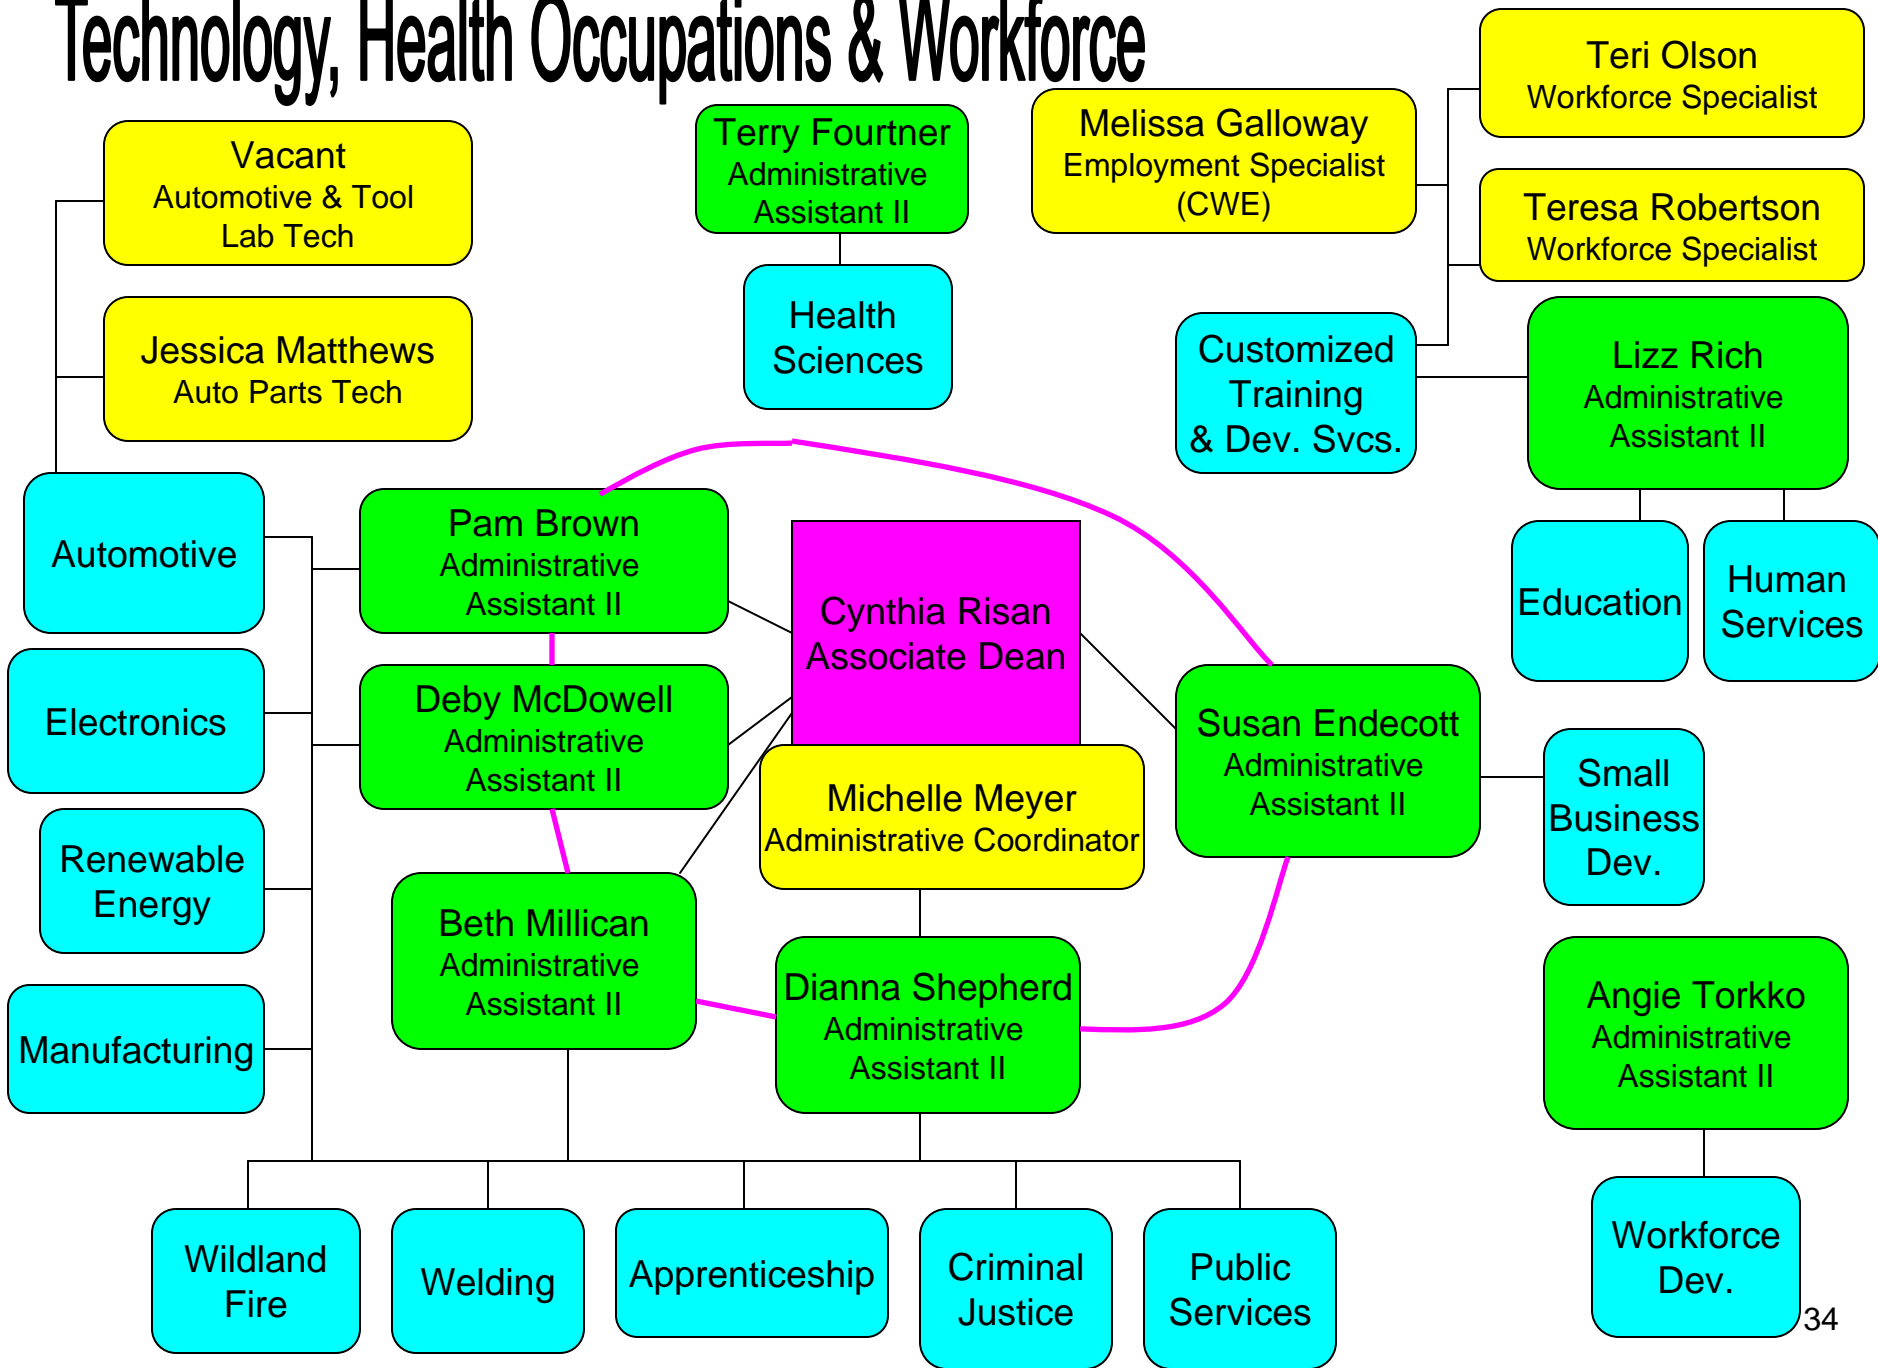 Technology, Health Occupations & Workforce
Teri Olson
Workforce Specialist
Melissa Galloway
Employment Specialist
(CWE)
Terry Fourtner
Administrative
Assistant II
Vacant
Automotive & Tool
Lab Tech
Teresa Robertson
Workforce Specialist
Health
Sciences
Jessica Matthews
Auto Parts Tech
Customized
Training
& Dev. Svcs.
Lizz Rich
Administrative
Assistant II
Automotive
Pam Brown
Administrative
Assistant II
Cynthia Risan
Associate Dean
Education
Human
Services
Electronics
Deby McDowell
Administrative
Assistant II
Susan Endecott
Administrative
Assistant II
Michelle Meyer
Administrative Coordinator
Small
Business
Dev.
Renewable
Energy
Beth Millican
Administrative
Assistant II
Dianna Shepherd
Administrative
Assistant II
Angie Torkko
Administrative
Assistant II
Manufacturing
Wildland
Fire
Welding
Apprenticeship
Criminal
Justice
Public
Services
Workforce
Dev.
34